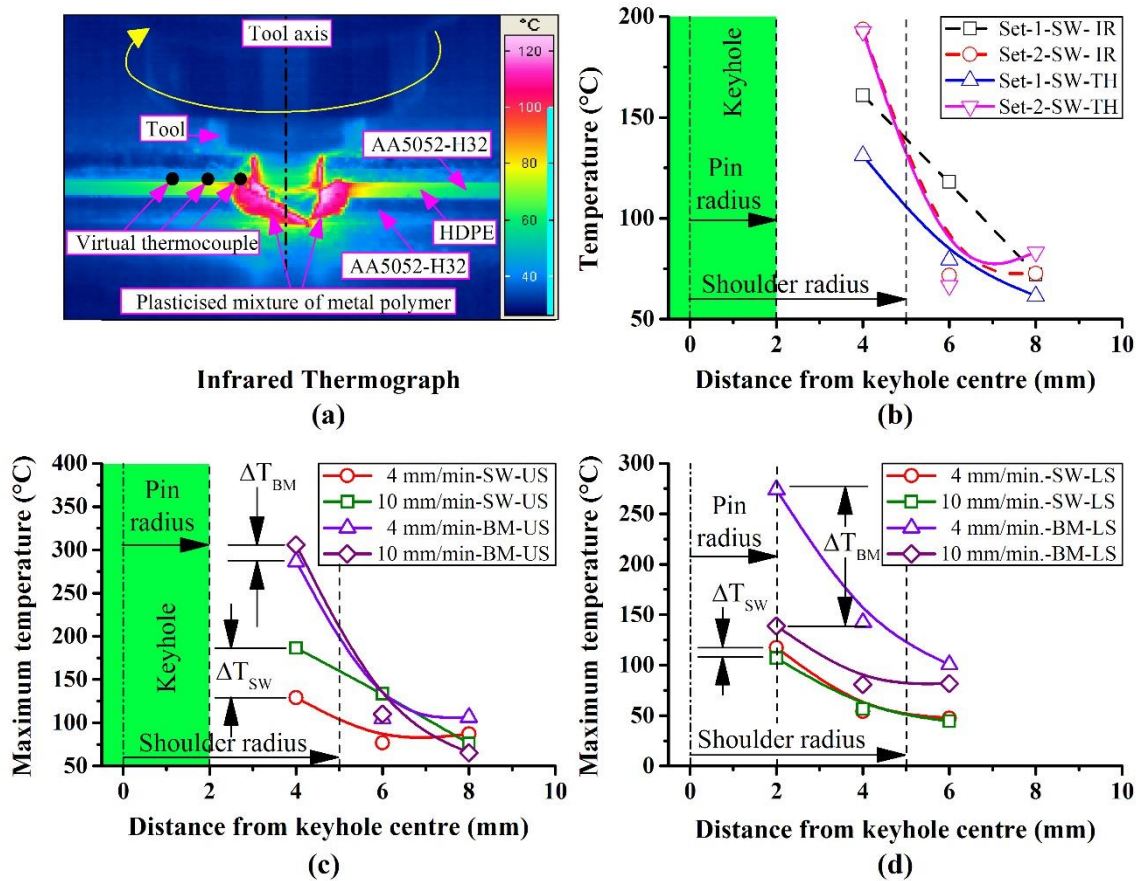 °C
Tool axis
120
100
80
60
40
Tool
AA5052-H32
Virtual thermocouple
HDPE
AA5052-H32
Plasticised mixture of metal polymer
Infrared Thermograph
(a)
200
150
100
50
Temperature (°C)
Keyhole
Pin
radius
Shoulder radius
Set-1-SW- IR
Set-2-SW- IR
Set-1-SW-TH
Set-2-SW-TH
0 2 4 6 8 10
Distance from keyhole centre (mm)
(b)
400
350
300
250
200
150
100
50
Maximum temperature (°C)
Pin
radius
Keyhole
ΔTBM
ΔTSW
Shoulder radius
4 mm/min-SW-US
10 mm/min-SW-US
4 mm/min-BM-US
10 mm/min-BM-US
0 2 4 6 8 10
Distance from keyhole centre (mm)
(c)
300
250
200
150
100
50
0
Maximum temperature (°C)
Pin
radius
ΔTBM
ΔTSW
Shoulder radius
4 mm/min.-SW-LS
10 mm/min.-SW-LS
4 mm/min.-BM-LS
10 mm/min.-BM-LS
0 2 4 6 8 10
Distance from keyhole centre (mm)
(d)